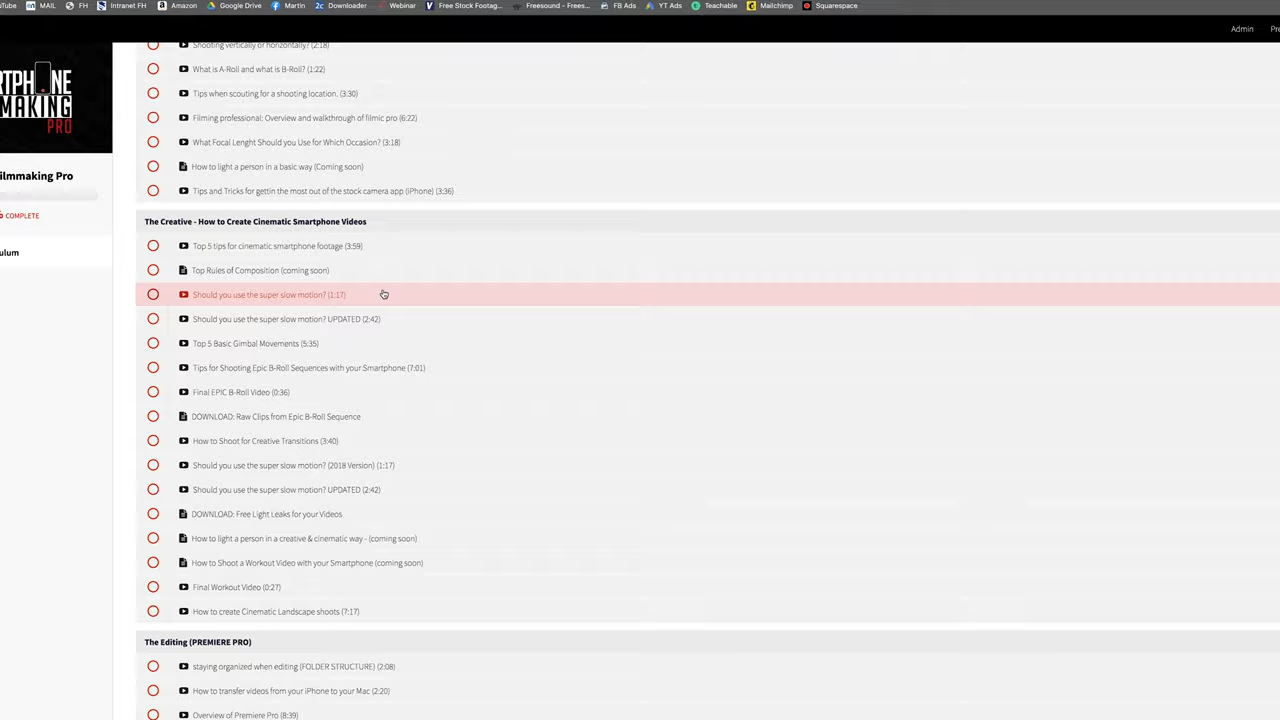 uTube MAIL FH Intranet FH Amazon Google Drive Martin Downloader Webinar Free Stock Footag... Freesound - Frees... FB Ads YT Ads Teachable Mailchimp Squarespace
Admin Pre
RTPHONE
MAKING
PRO
ilmmaking Pro
% COMPLETE
ulum
Shooting vertically or horizontally? (2:18)
What is A-Roll and what is B-Roll? (1:22)
Tips when scouting for a shooting location. (3:30)
Filming professional: Overview and walkthrough of filmic pro (6:22)
What Focal Lenght Should you Use for Which Occasion? (3:18)
How to light a person in a basic way (Coming soon)
Tips and Tricks for gettin the most out of the stock camera app (iPhone) (3:36)
The Creative - How to Create Cinematic Smartphone Videos
Top 5 tips for cinematic smartphone footage (3:59)
Top Rules of Composition (coming soon)
Should you use the super slow motion? (1:17)
Should you use the super slow motion? UPDATED (2:42)
Top 5 Basic Gimbal Movements (5:35)
Tips for Shooting Epic B-Roll Sequences with your Smartphone (7:01)
Final EPIC B-Roll Video (0:36)
DOWNLOAD: Raw Clips from Epic B-Roll Sequence
How to Shoot for Creative Transitions (3:40)
Should you use the super slow motion? (2018 Version) (1:17)
Should you use the super slow motion? UPDATED (2:42)
DOWNLOAD: Free Light Leaks for your Videos
How to light a person in a creative & cinematic way - (coming soon)
How to Shoot a Workout Video with your Smartphone (coming soon)
Final Workout Video (0:27)
How to create Cinematic Landscape shoots (7:17)
The Editing (PREMIERE PRO)
staying organized when editing (FOLDER STRUCTURE) (2:08)
How to transfer videos from your iPhone to your Mac (2:20)
Overview of Premiere Pro (8:39)